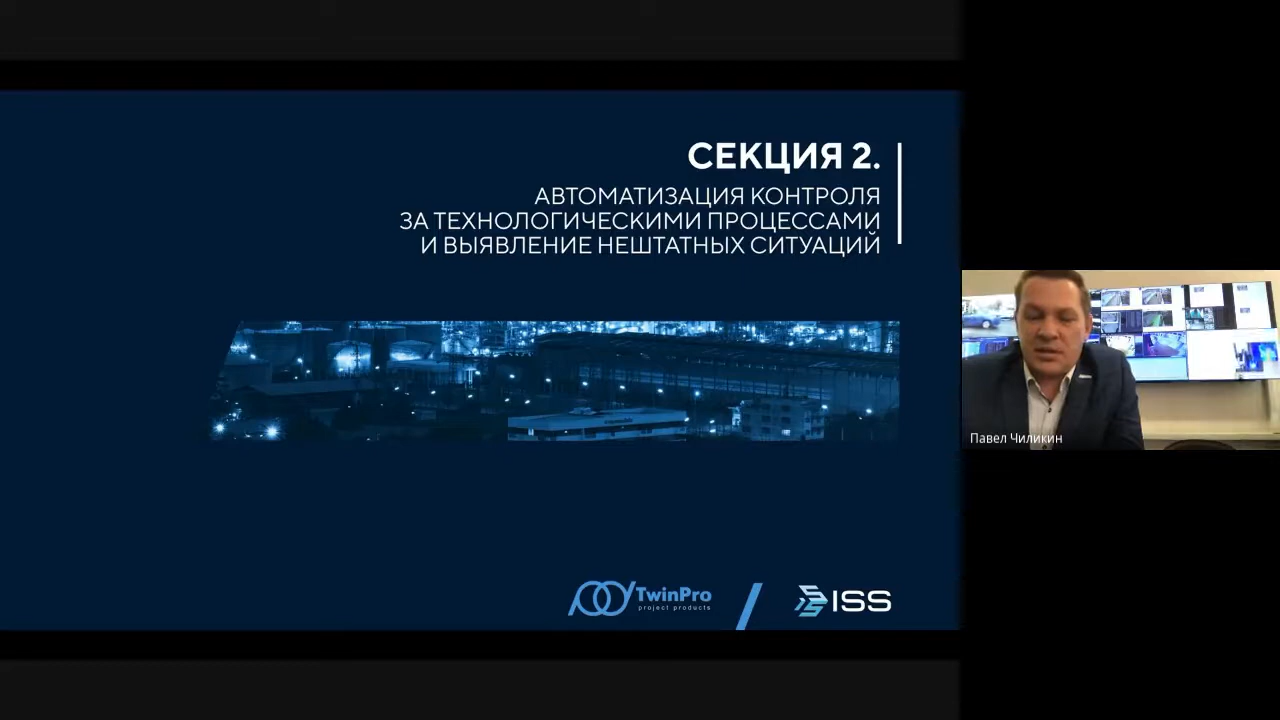 СЕКЦИЯ 2.
АВТОМАТИЗАЦИЯ КОНТРОЛЯ
ЗА ТЕХНОЛОГИЧЕСКИМИ ПРОЦЕССАМИ
И ВЫЯВЛЕНИЕ НЕШТАТНЫХ СИТУАЦИЙ
Павел Чиликин
TwinPro
project products
ISS